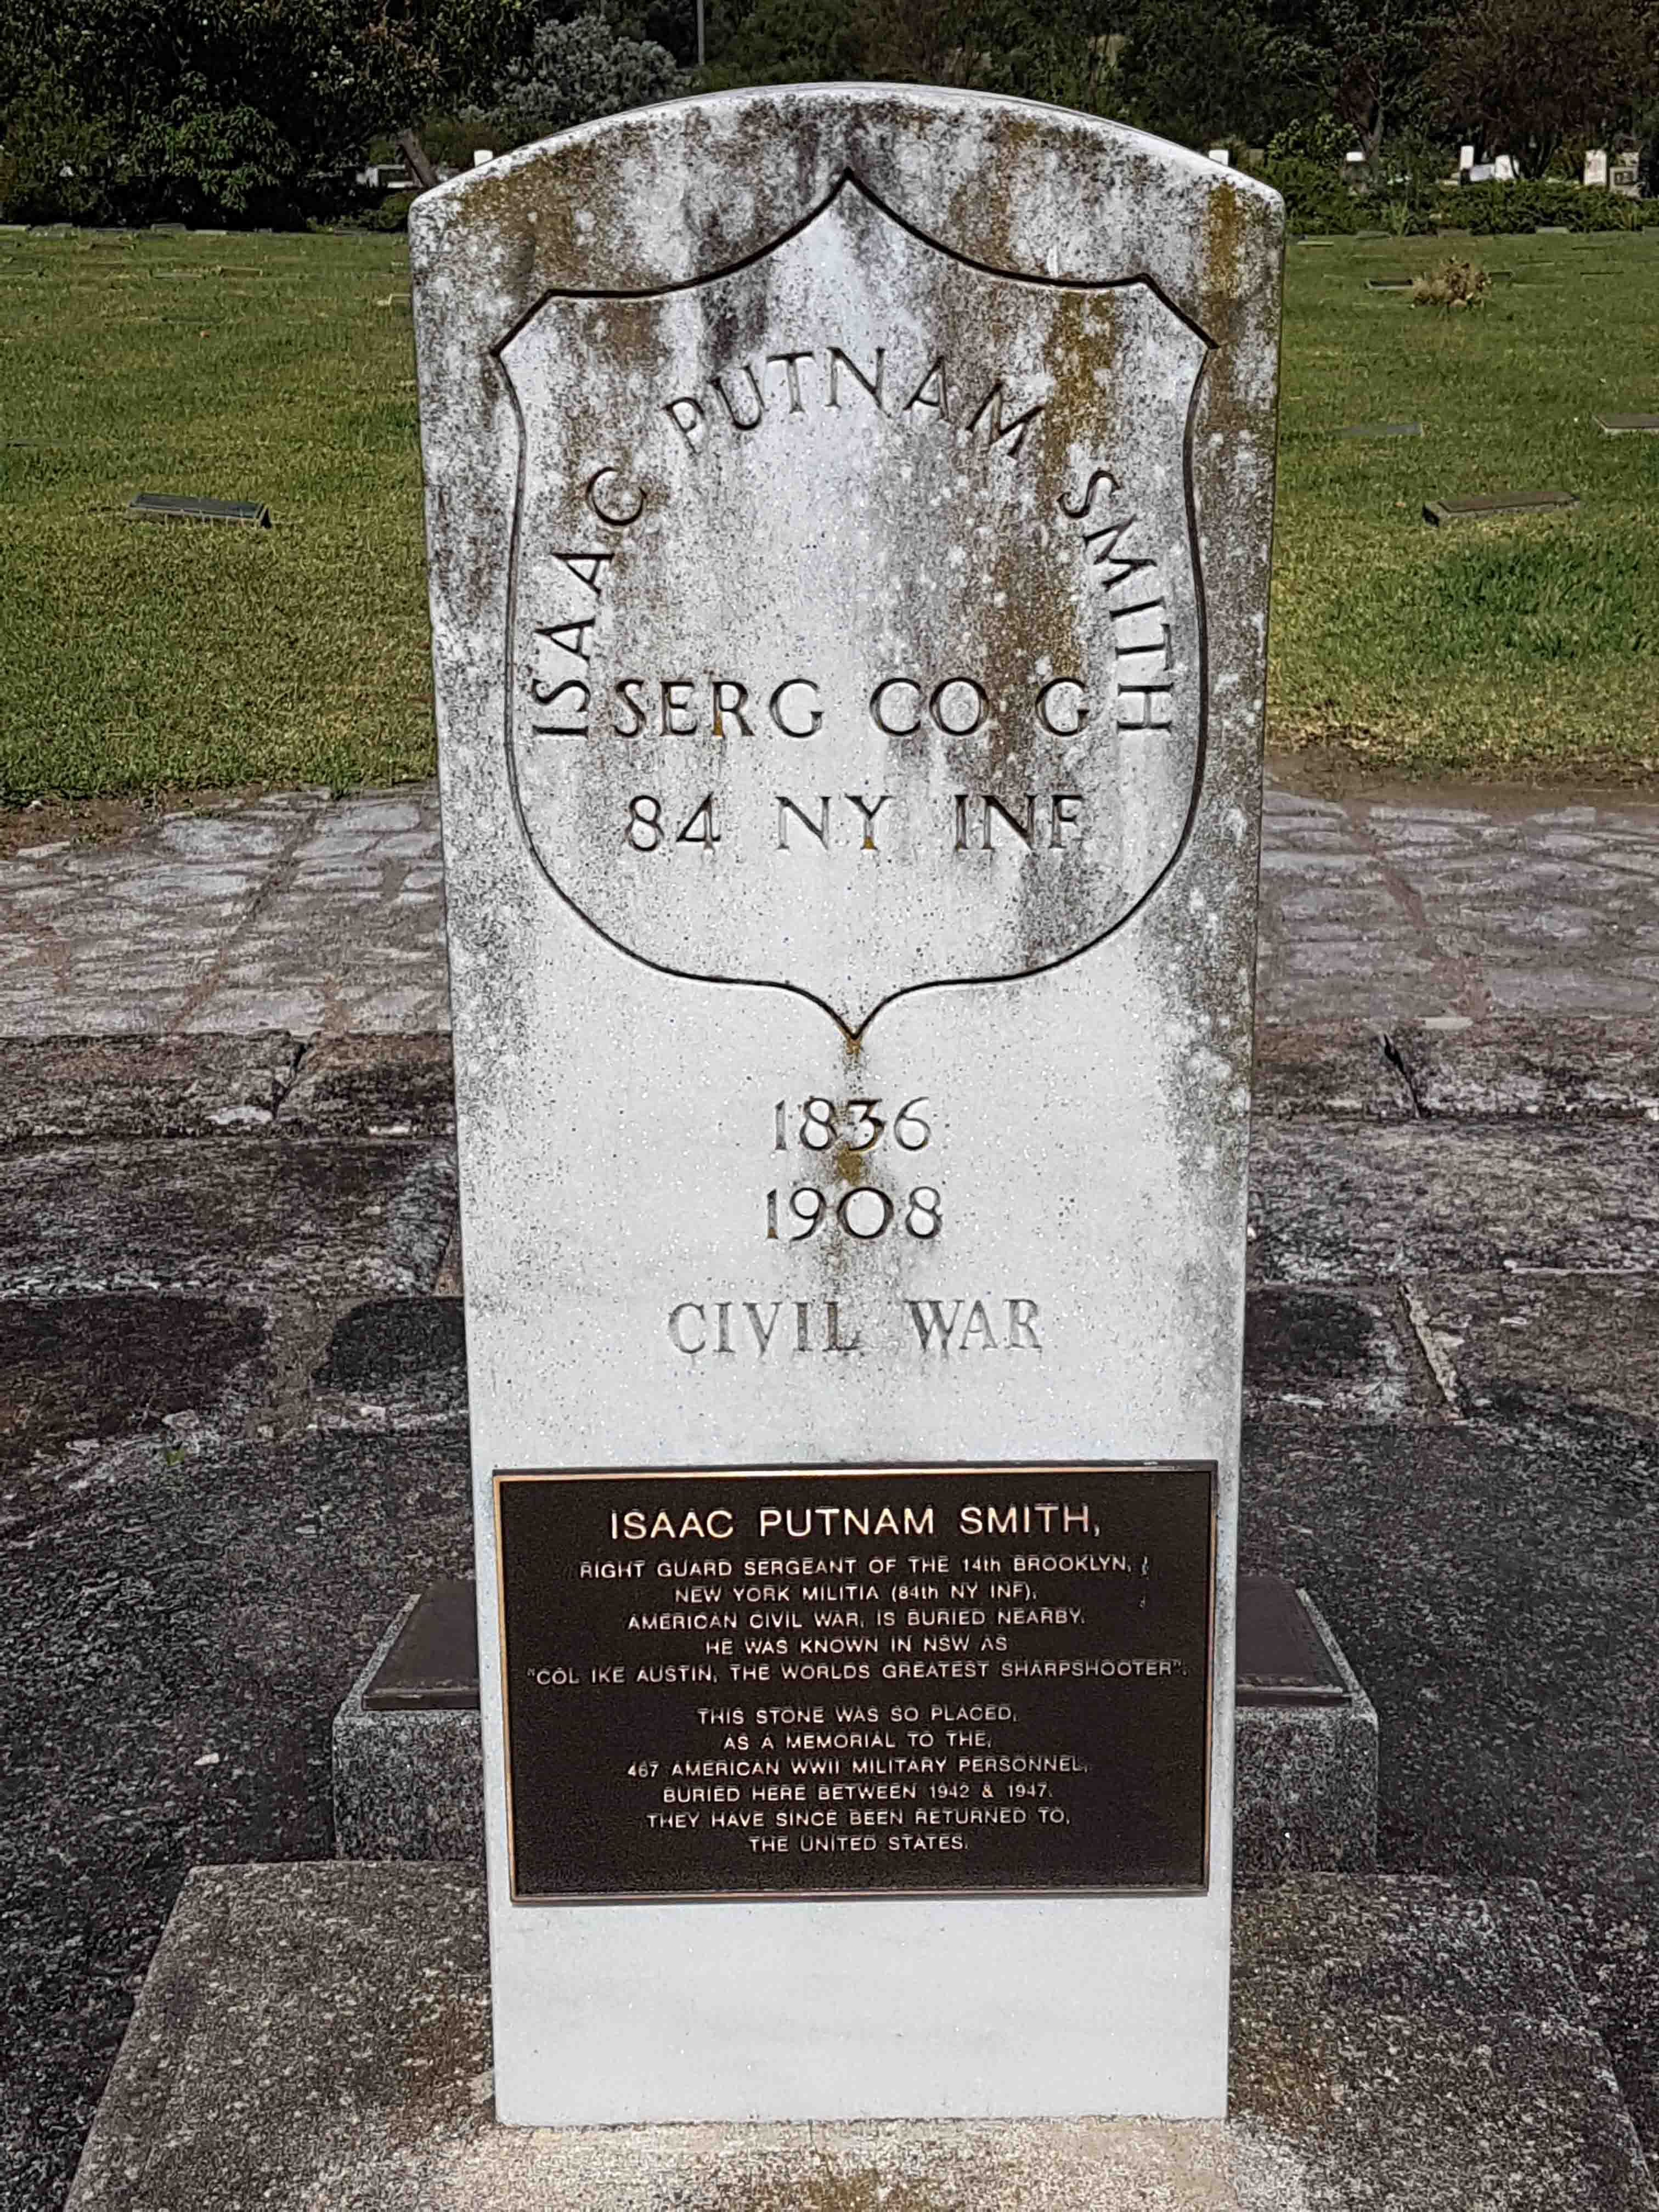 ISAAC PUTNAM SMITH
SERG CO G
84 NY INF
1836
1908
CIVIL WAR
ISAAC PUTNAM SMITH,
RIGHT GUARD SERGEANT OF THE 14th BROOKLYN,
NEW YORK MILITIA (84th NY INF),
AMERICAN CIVIL WAR, IS BURIED NEARBY.
HE WAS KNOWN IN NSW AS
"COL IKE AUSTIN, THE WORLDS GREATEST SHARPSHOOTER".
THIS STONE WAS SO PLACED,
AS A MEMORIAL TO THE,
467 AMERICAN WWII MILITARY PERSONNEL,
BURIED HERE BETWEEN 1942 & 1947.
THEY HAVE SINCE BEEN RETURNED TO,
THE UNITED STATES.